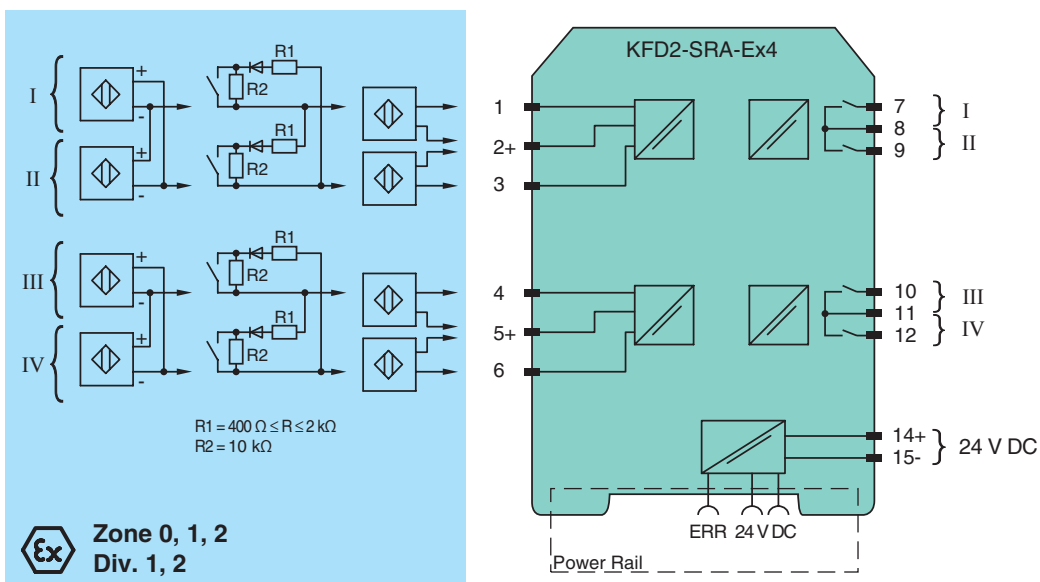 I
+
-
II
+
-
R1
R2
R1
R2
III
+
-
IV
+
-
R1
R2
R1
R2
R1 = 400 Ω ≤ R ≤ 2 kΩ
R2 = 10 kΩ
Ex
Zone 0, 1, 2
Div. 1, 2
KFD2-SRA-Ex4
1
2+
3
4
5+
6
7
8
9
I
II
10
11
12
III
IV
14+
15-
24 V DC
ERR 24 V DC
Power Rail